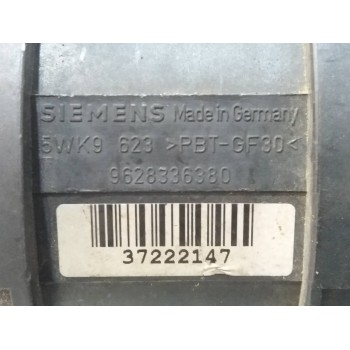 SIEMENS Made in Germany
5WK9 623 >PBT-GF30<
9628336380
37222147